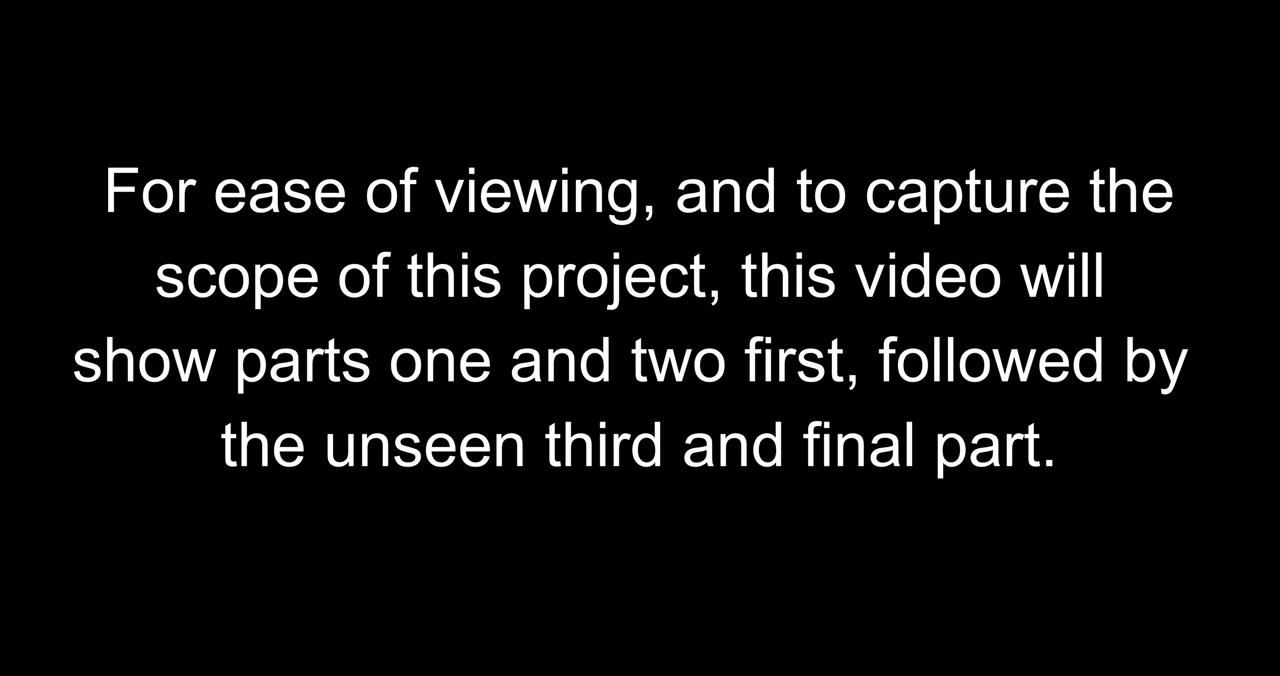 For ease of viewing, and to capture the
scope of this project, this video will
show parts one and two first, followed by
the unseen third and final part.